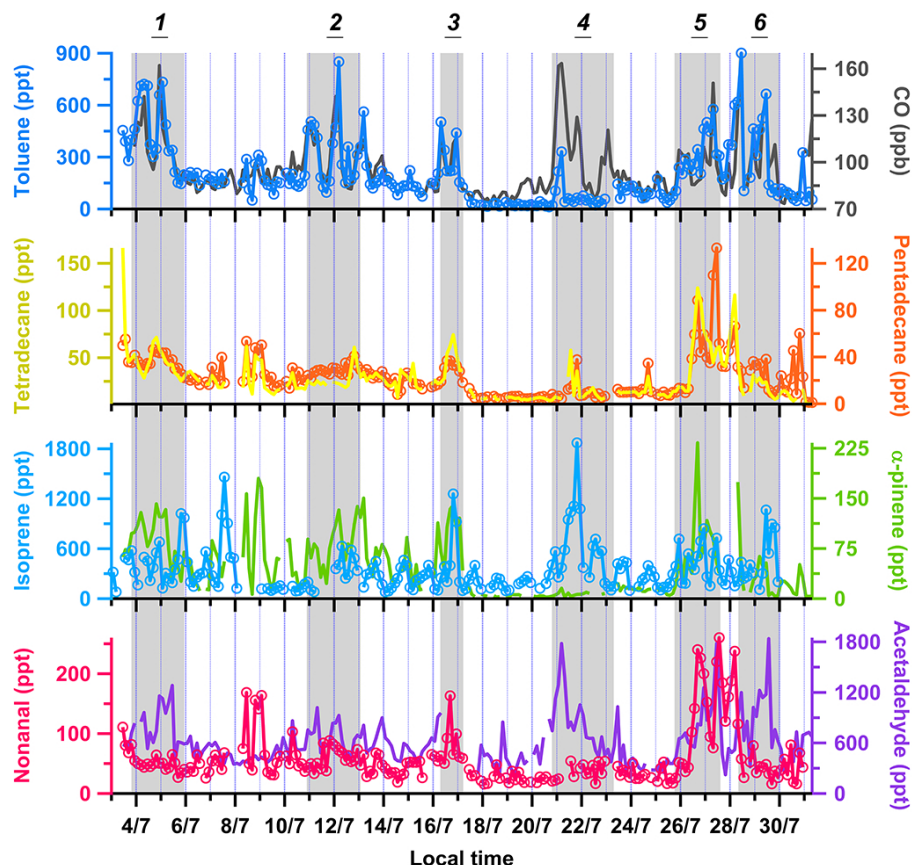 1 2 3 4 5 6
Toluene (ppt)
900
600
300
0
160
130
100
70
CO (ppb)
Tetradecane (ppt)
150
100
50
120
80
40
0
Pentadecane (ppt)
Isoprene (ppt)
1800
1200
600
0
225
150
75
0
α-pinene (ppt)
Nonanal (ppt)
200
100
0
1800
1200
600
0
Acetaldehyde (ppt)
4/7 6/7 8/7 10/7 12/7 14/7 16/7 18/7 20/7 22/7 24/7 26/7 28/7 30/7
Local time